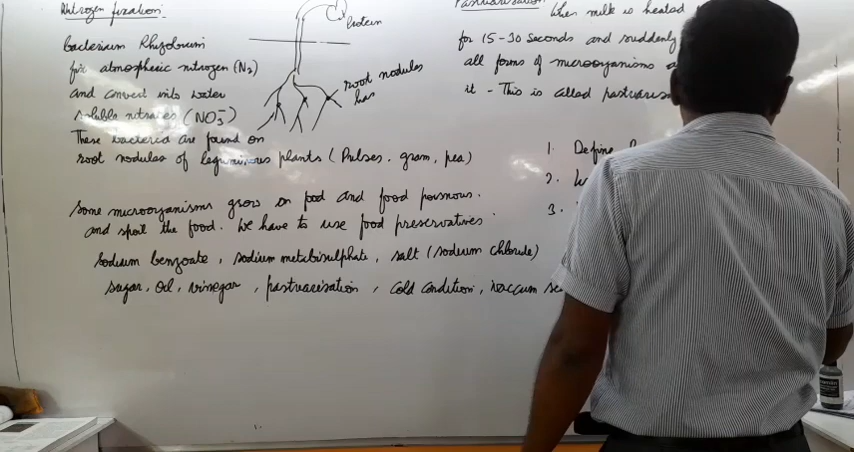 Nitrogen fixation:
bacterium Rhizobium
fix atmospheric nitrogen (N₂)
and convert into water
soluble nitrates (NO₃⁻)
These bacteria are found on
root nodules of leguminous plants (Pulses, gram, pea)
Protein
root nodules
has
Some microorganisms grow on food and food poisnous.
and spoil the food. We have to use food preservatives.
Sodium benzoate, sodium metabisulphate, salt (sodium chloride)
Sugar, Oil, vinegar, pastuarisation, Cold condition, vaccum
When milk is heated
for 15-30 Seconds and suddenly
all forms of microorganisms
it - This is called
1. Define
2.
3.